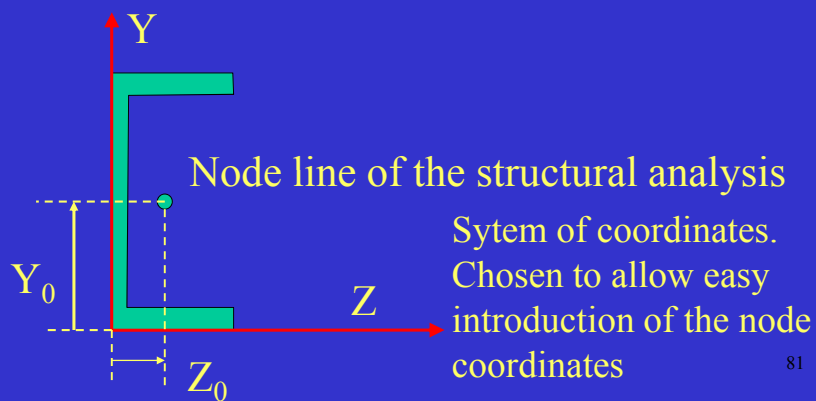 Y
Node line of the structural analysis
Sytem of coordinates.
Chosen to allow easy
introduction of the node
coordinates
Y₀
Z
Z₀
81